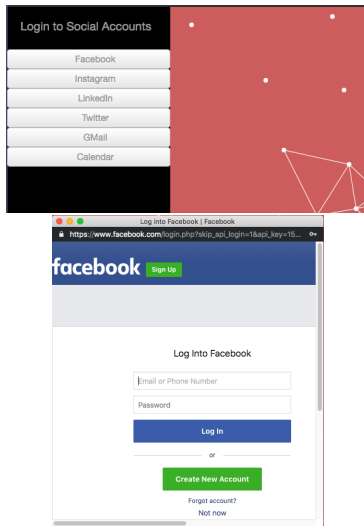 Login to Social Accounts
Facebook
Instagram
LinkedIn
Twitter
GMail
Calendar
Log into Facebook | Facebook
https://www.facebook.com/login.php?skip_api_login=1&api_key=15...
facebook Sign Up
Log Into Facebook
Email or Phone Number
Password
Log In
or
Create New Account
Forgot account?
Not now